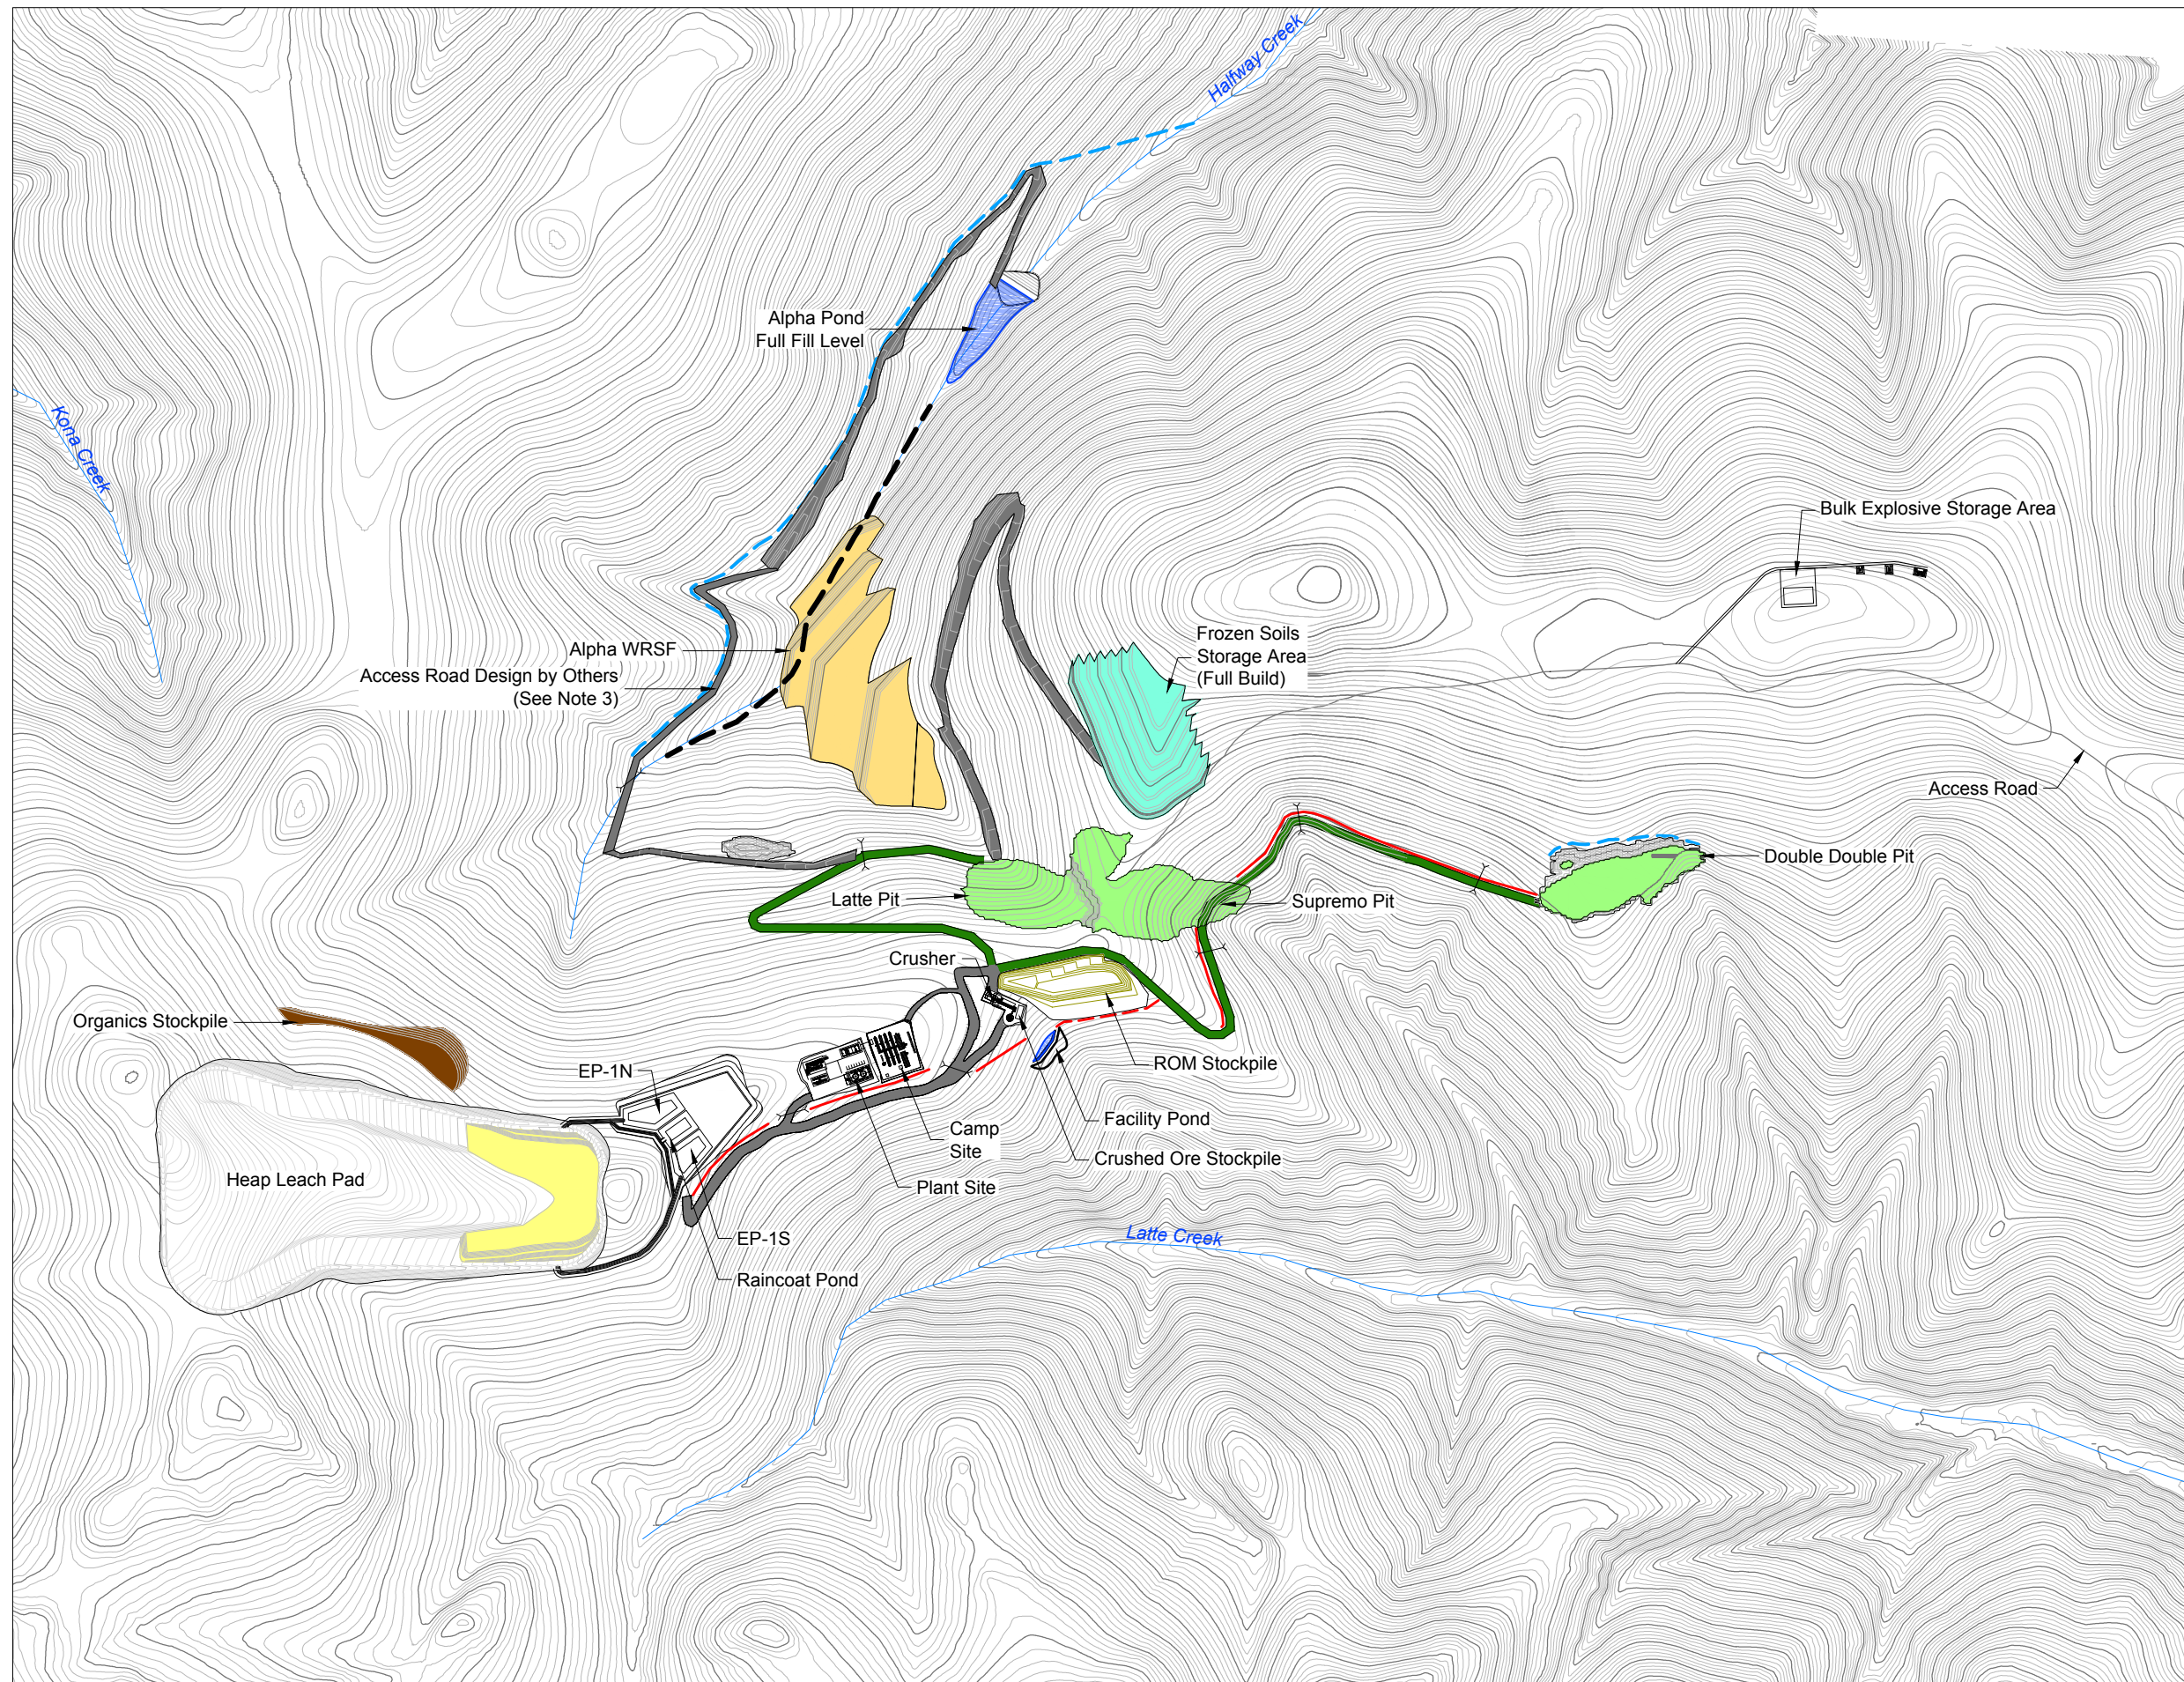 Halfway Creek
Alpha Pond
Full Fill Level
Kona Creek
Bulk Explosive Storage Area
Frozen Soils
Storage Area
(Full Build)
Alpha WRSF
Access Road Design by Others
(See Note 3)
Access Road
Double Double Pit
Latte Pit
Supremo Pit
Crusher
Organics Stockpile
ROM Stockpile
EP-1N
Facility Pond
Camp
Site
Crushed Ore Stockpile
Heap Leach Pad
Plant Site
EP-1S
Latte Creek
Raincoat Pond